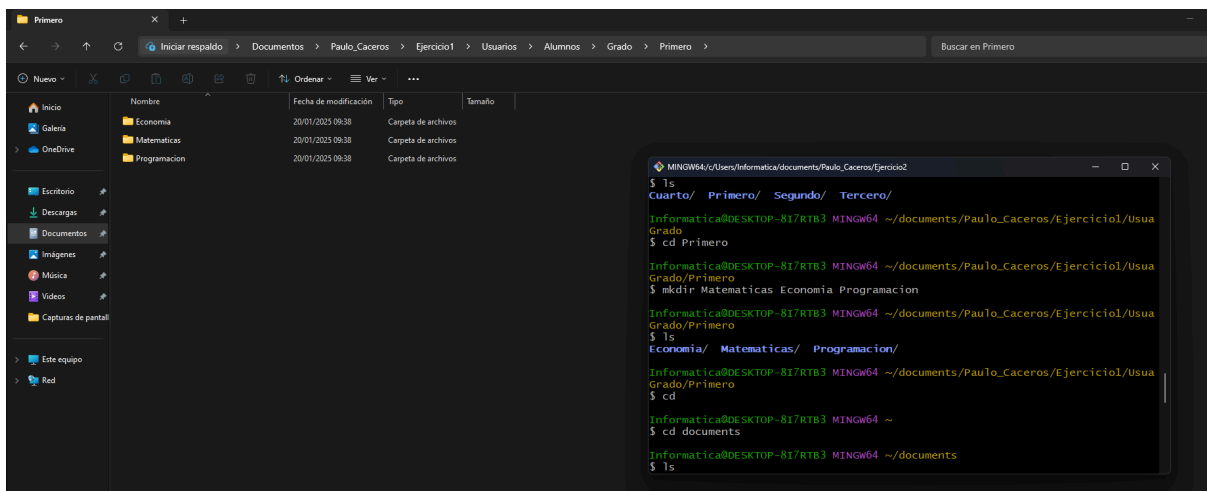 Primero
Iniciar respaldo > Documentos > Paulo_Caceros > Ejercicio1 > Usuarios > Alumnos > Grado > Primero >
Buscar en Primero
Nuevo
Ordenar
Ver
Inicio
Galería
OneDrive
Escritorio
Descargas
Documentos
Imágenes
Música
Videos
Capturas de pantall
Este equipo
Red
Nombre Fecha de modificación Tipo Tamaño
Economia 20/01/2025 09:38 Carpeta de archivos
Matematicas 20/01/2025 09:38 Carpeta de archivos
Programacion 20/01/2025 09:38 Carpeta de archivos
MINGW64:/c/Users/Informatica/documents/Paulo_Caceros/Ejercicio2
$ ls
Cuarto/ Primero/ Segundo/ Tercero/
Informatica@DESKTOP-8I7RTB3 MINGW64 ~/documents/Paulo_Caceros/Ejercicio1/Usua
Grado
$ cd Primero
Informatica@DESKTOP-8I7RTB3 MINGW64 ~/documents/Paulo_Caceros/Ejercicio1/Usua
Grado/Primero
$ mkdir Matematicas Economia Programacion
Informatica@DESKTOP-8I7RTB3 MINGW64 ~/documents/Paulo_Caceros/Ejercicio1/Usua
Grado/Primero
$ ls
Economia/ Matematicas/ Programacion/
Informatica@DESKTOP-8I7RTB3 MINGW64 ~/documents/Paulo_Caceros/Ejercicio1/Usua
Grado/Primero
$ cd
Informatica@DESKTOP-8I7RTB3 MINGW64 ~
$ cd documents
Informatica@DESKTOP-8I7RTB3 MINGW64 ~/documents
$ ls